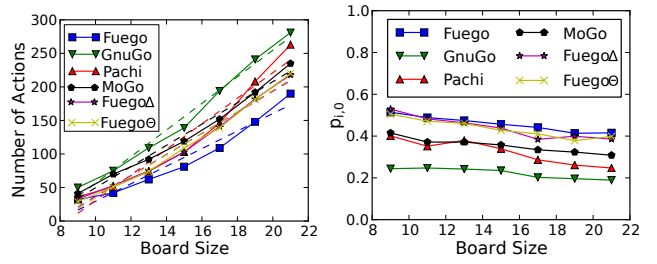 300
250
200
150
100
50
0
Number of Actions
Fuego
GnuGo
Pachi
MoGo
FuegoΔ
FuegoΘ
8 10 12 14 16 18 20 22
Board Size
1.0
0.8
0.6
0.4
0.2
0.0
p_{i,0}
Fuego
GnuGo
Pachi
MoGo
FuegoΔ
FuegoΘ
8 10 12 14 16 18 20 22
Board Size